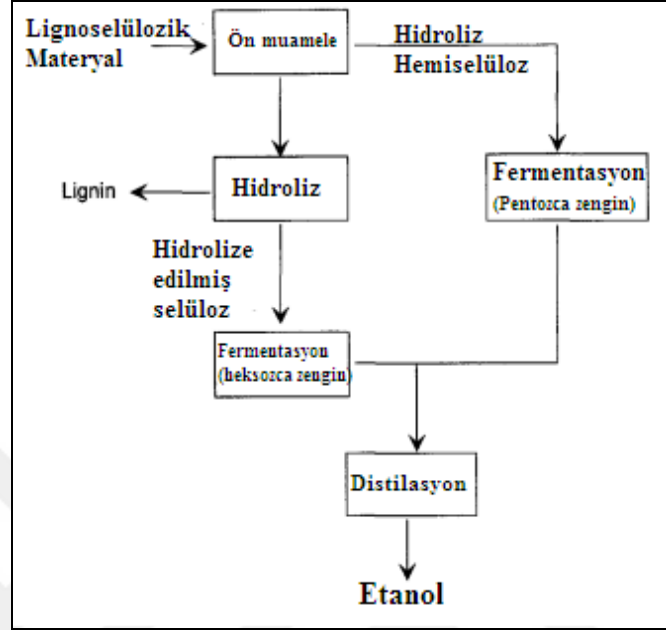 Lignoselülozik
Materyal
Ön muamele
Hidroliz
Hemiselüloz
Lignin
Hidroliz
Fermentasyon
(Pentozca zengin)
Hidrolize
edilmiş
selüloz
Fermentasyon
(heksozca zengin)
Distilasyon
Etanol